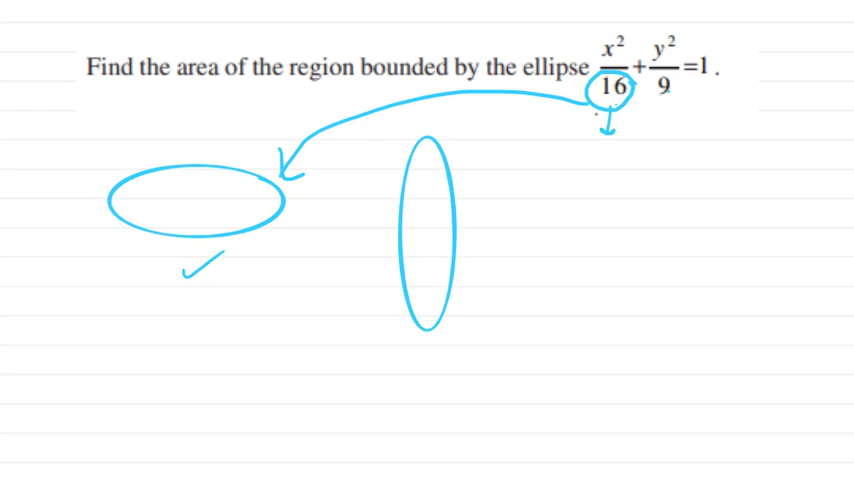 Find the area of the region bounded by the ellipse x²/16 + y²/9 = 1 .